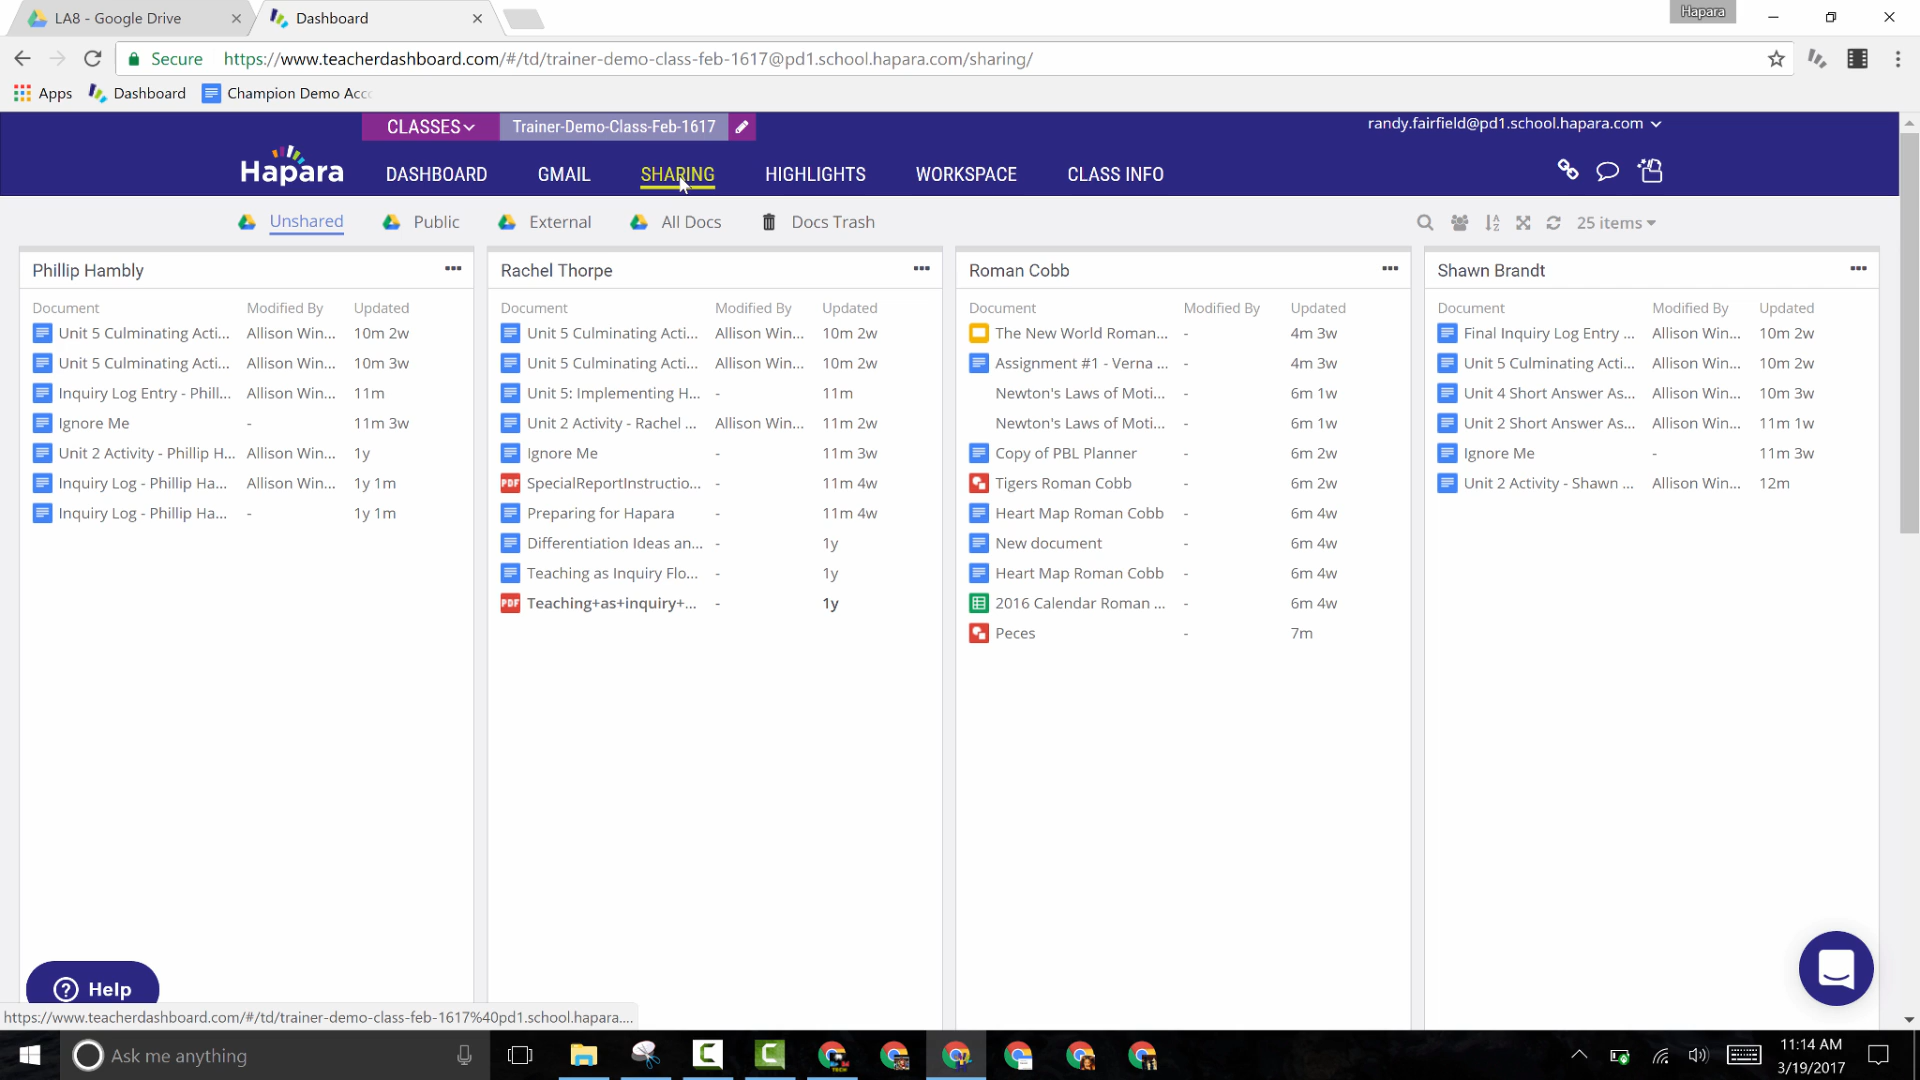 LA8 - Google Drive
Dashboard
Hapara
Secure https://www.teacherdashboard.com/#/td/trainer-demo-class-feb-1617@pd1.school.hapara.com/sharing/
Apps Dashboard Champion Demo Acc
CLASSES Trainer-Demo-Class-Feb-1617 randy.fairfield@pd1.school.hapara.com
Hapara DASHBOARD GMAIL SHARING HIGHLIGHTS WORKSPACE CLASS INFO
Unshared Public External All Docs Docs Trash 25 items
Phillip Hambly
Document Modified By Updated
Unit 5 Culminating Acti... Allison Win... 10m 2w
Unit 5 Culminating Acti... Allison Win... 10m 3w
Inquiry Log Entry - Phill... Allison Win... 11m
Ignore Me - 11m 3w
Unit 2 Activity - Phillip H... Allison Win... 1y
Inquiry Log - Phillip Ha... Allison Win... 1y 1m
Inquiry Log - Phillip Ha... - 1y 1m
Rachel Thorpe
Document Modified By Updated
Unit 5 Culminating Acti... Allison Win... 10m 2w
Unit 5 Culminating Acti... Allison Win... 10m 2w
Unit 5: Implementing H... - 11m
Unit 2 Activity - Rachel ... Allison Win... 11m 2w
Ignore Me - 11m 3w
PDF SpecialReportInstructio... - 11m 4w
Preparing for Hapara - 11m 4w
Differentiation Ideas an... - 1y
Teaching as Inquiry Flo... - 1y
PDF Teaching+as+inquiry+... - 1y
Roman Cobb
Document Modified By Updated
The New World Roman... - 4m 3w
Assignment #1 - Verna ... - 4m 3w
Newton's Laws of Moti... - 6m 1w
Newton's Laws of Moti... - 6m 1w
Copy of PBL Planner - 6m 2w
Tigers Roman Cobb - 6m 2w
Heart Map Roman Cobb - 6m 4w
New document - 6m 4w
Heart Map Roman Cobb - 6m 4w
2016 Calendar Roman ... - 6m 4w
Peces - 7m
Shawn Brandt
Document Modified By Updated
Final Inquiry Log Entry ... Allison Win... 10m 2w
Unit 5 Culminating Acti... Allison Win... 10m 2w
Unit 4 Short Answer As... Allison Win... 10m 3w
Unit 2 Short Answer As... Allison Win... 11m 1w
Ignore Me - 11m 3w
Unit 2 Activity - Shawn ... Allison Win... 12m
? Help
https://www.teacherdashboard.com/#/td/trainer-demo-class-feb-1617%40pd1.school.hapara....
Ask me anything
11:14 AM
3/19/2017